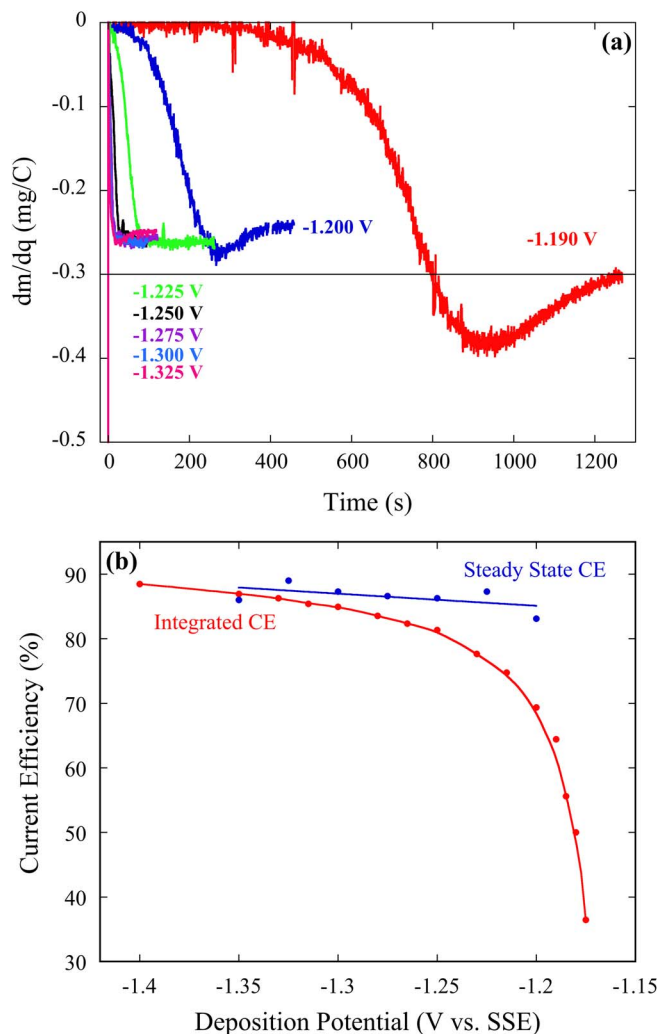 (a)
0
-0.1
-0.2
-0.3
-0.4
-0.5
dm/dq (mg/C)
-1.200 V
-1.190 V
-1.225 V
-1.250 V
-1.275 V
-1.300 V
-1.325 V
0 200 400 600 800 1000 1200
Time (s)
(b)
90
80
70
60
50
40
30
Current Efficiency (%)
Steady State CE
Integrated CE
-1.4 -1.35 -1.3 -1.25 -1.2 -1.15
Deposition Potential (V vs. SSE)